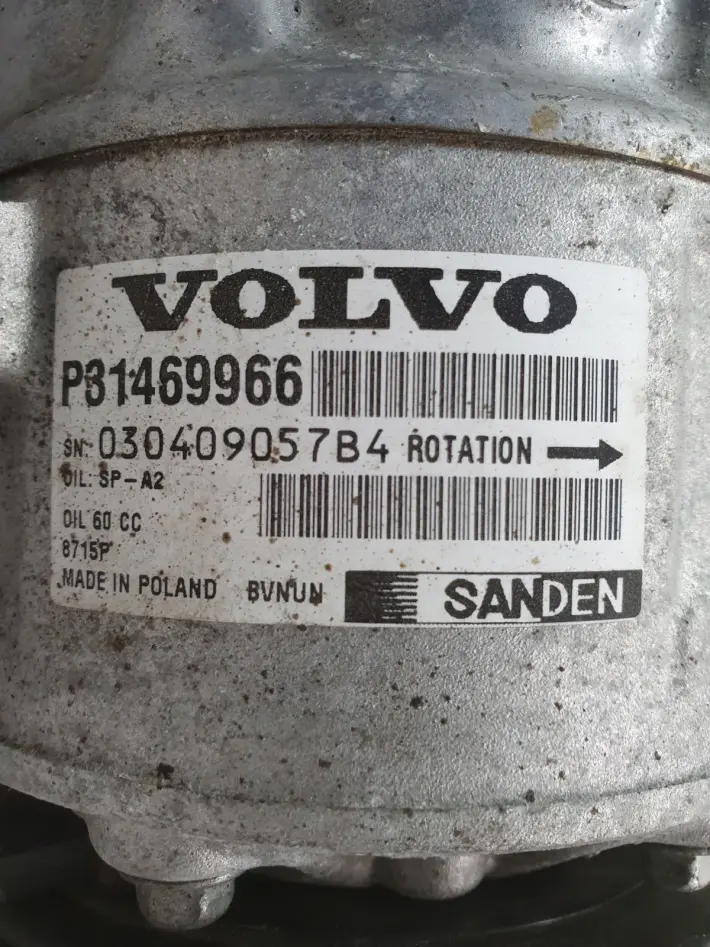 VOLVO
P31469966
SN: 030409057B4 ROTATION
OIL: SP-A2
OIL 60 CC
8715P
MADE IN POLAND BVNUN SANDEN